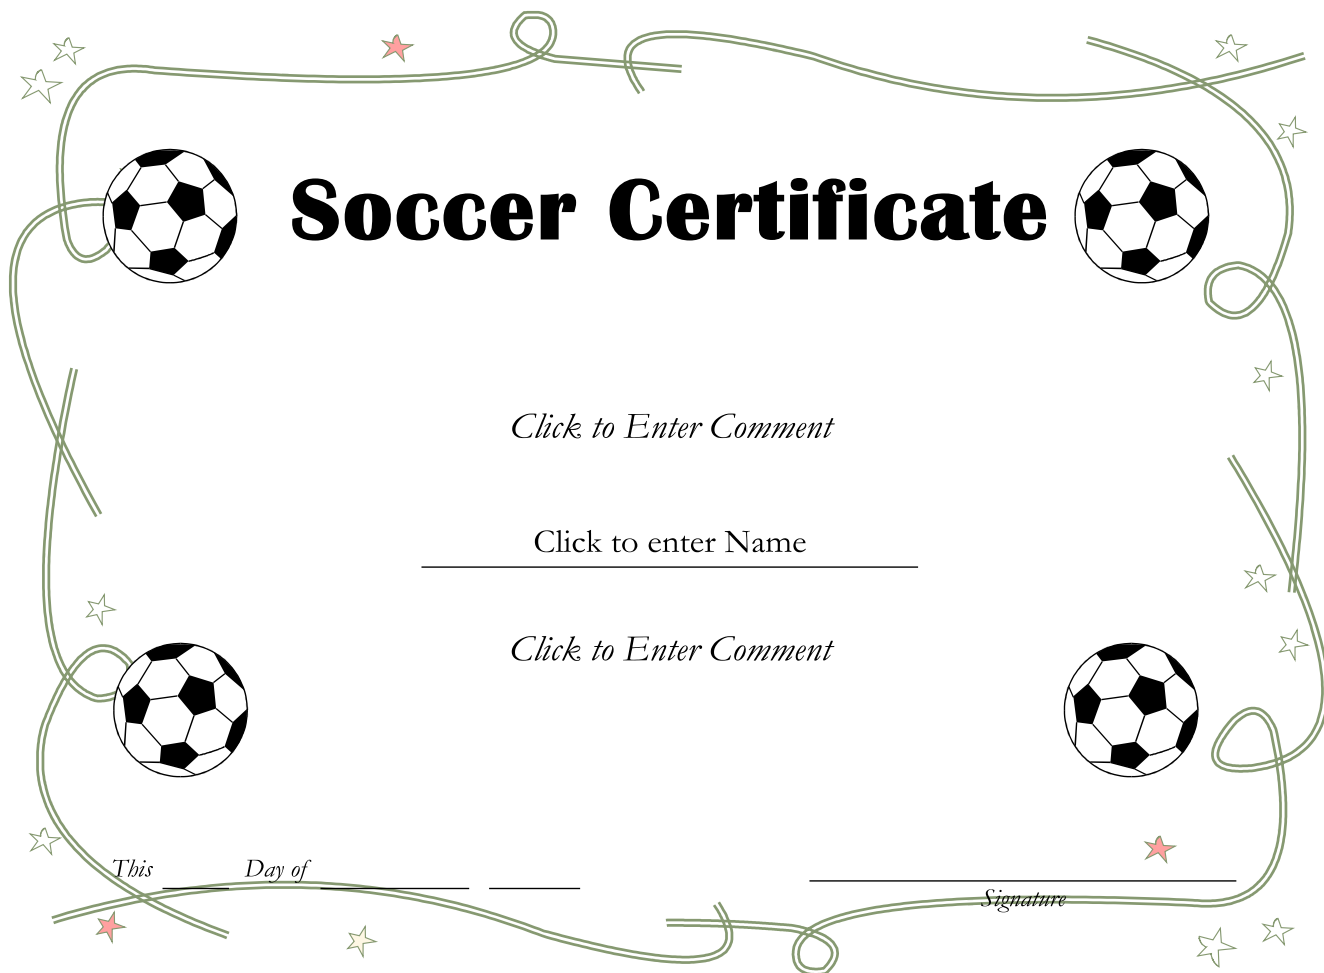 Soccer Certificate
Click to Enter Comment
Click to enter Name
Click to Enter Comment
This Day of
Signature